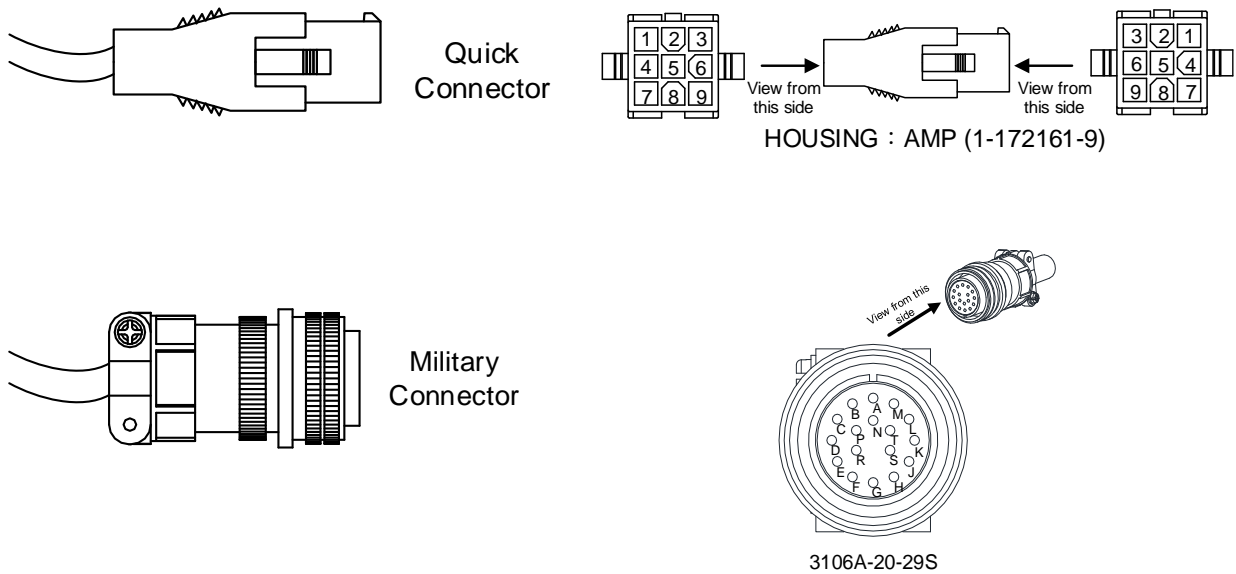 Quick
Connector
1 2 3
4 5 6
7 8 9
View from
this side
View from
this side
3 2 1
6 5 4
9 8 7
HOUSING：AMP (1-172161-9)
Military
Connector
View from this
side
A
B M
C N L
P T
D K
R S
E J
F H
G
3106A-20-29S